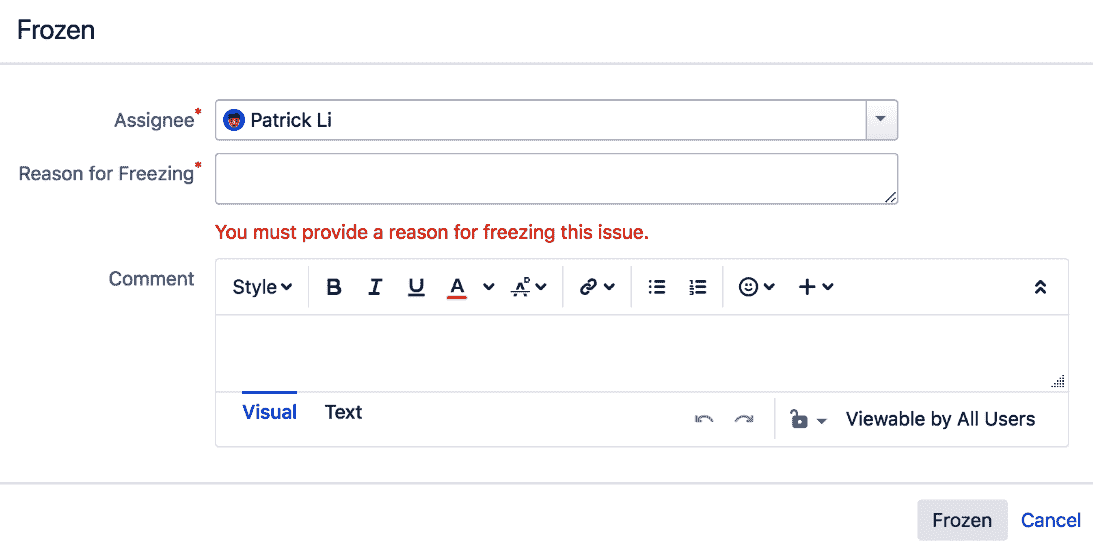 Frozen
Assignee*
Patrick Li
Reason for Freezing*
You must provide a reason for freezing this issue.
Comment
Style B I U A
Visual Text Viewable by All Users
Frozen Cancel